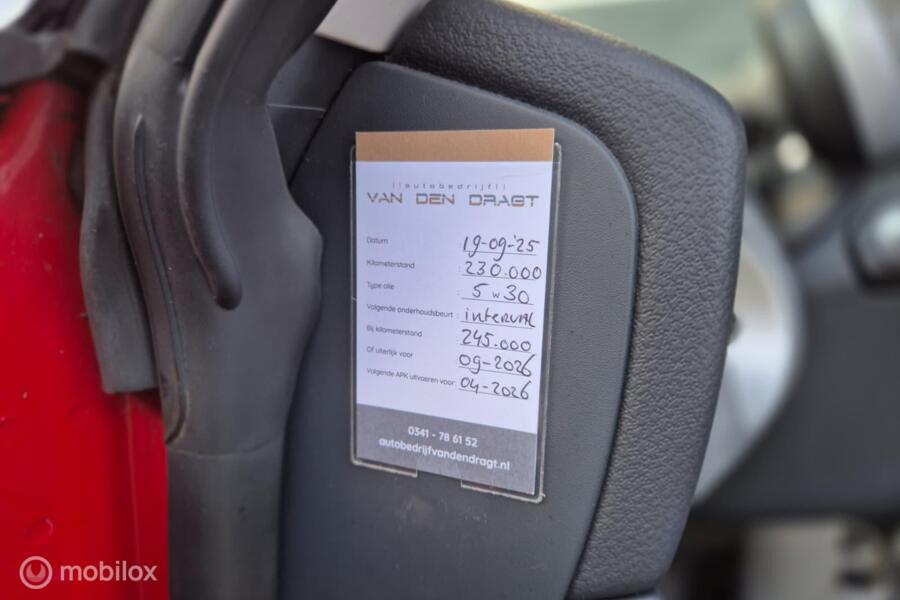 ||autobedrijf||
VAN DEN DRAGT
Datum : 19-09-'25
Kilometerstand : 230.000
Type olie : 5w30
Volgende onderhoudsbeurt : interval
Bij kilometerstand : 245.000
Of uiterlijk voor : 09-2026
Volgende APK uitvoeren voor: 04-2026
0341 - 78 61 52
autobedrijfvandendragt.nl
mobilox